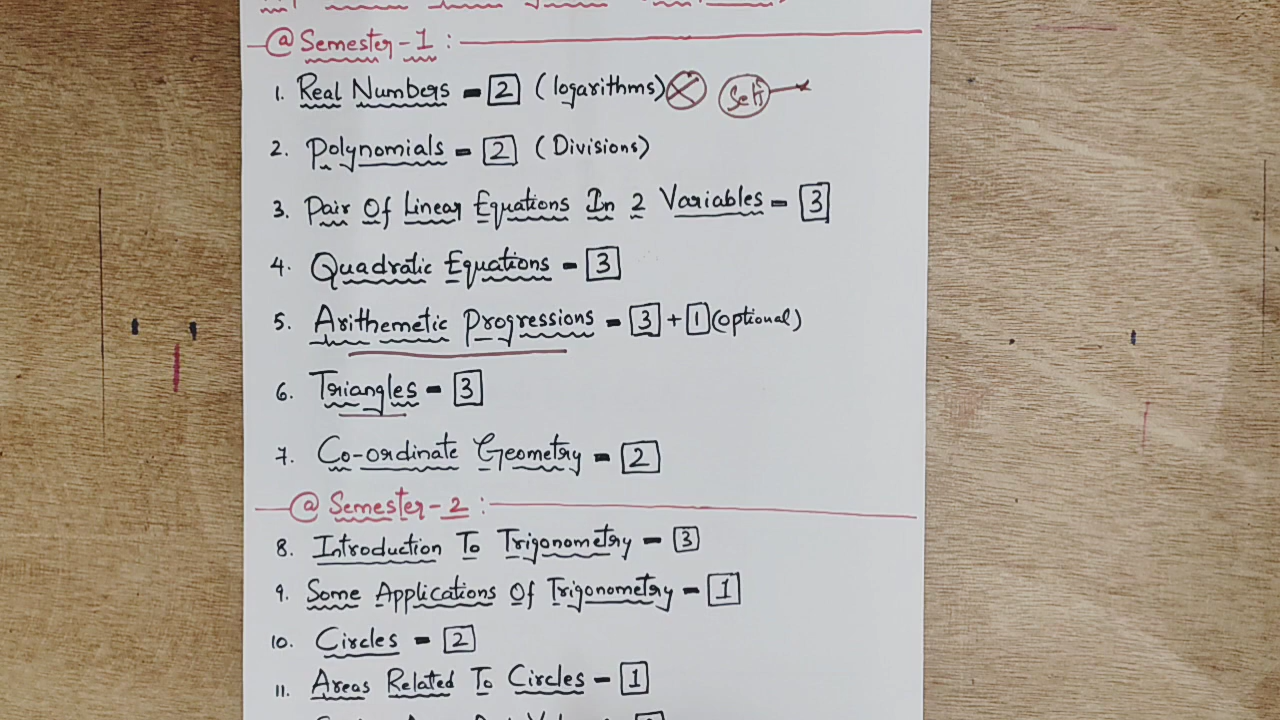 @ Semester-1 :
1. Real Numbers - 2 (logarithms) Sets
2. Polynomials - 2 (Divisions)
3. Pair Of Linear Equations In 2 Variables - 3
4. Quadratic Equations - 3
5. Arithemetic Progressions - 3 + 1 (optional)
6. Triangles - 3
7. Co-ordinate Geometry - 2
@ Semester-2 :
8. Introduction To Trigonometry - 3
9. Some Applications Of Trigonometry - 1
10. Circles - 2
11. Areas Related To Circles - 1